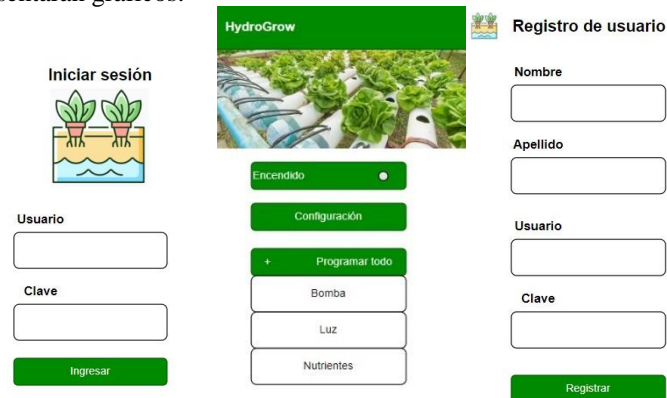 Iniciar sesión
Usuario
Clave
Ingresar
HydroGrow
Encendido
Configuración
+ Programar todo
Bomba
Luz
Nutrientes
Registro de usuario
Nombre
Apellido
Usuario
Clave
Registrar